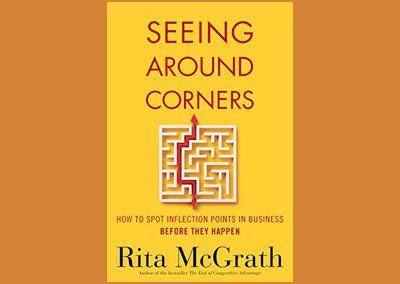 SEEING
AROUND
CORNERS
HOW TO SPOT INFLECTION POINTS IN BUSINESS
BEFORE THEY HAPPEN
Rita McGrath
Author of the bestseller The End of Competitive Advantage